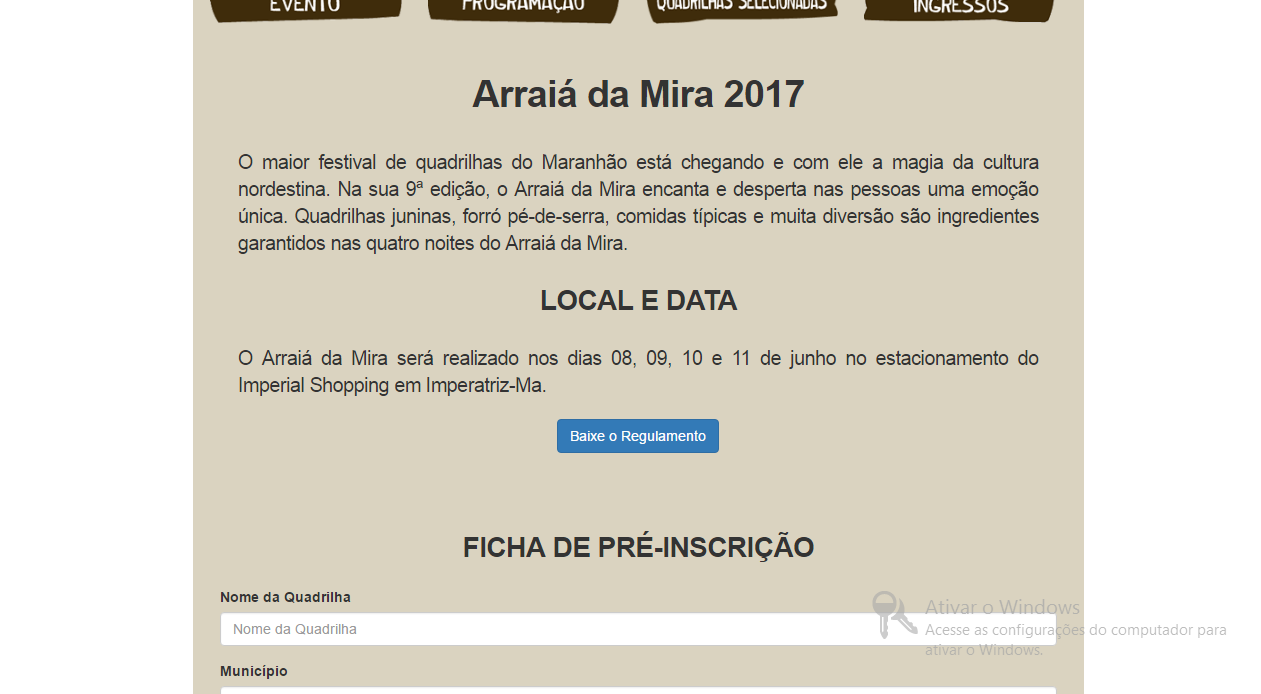 EVENTO
PROGRAMAÇÃO
QUADRILHAS SELECIONADAS
INGRESSOS
Arraiá da Mira 2017
O maior festival de quadrilhas do Maranhão está chegando e com ele a magia da cultura
nordestina. Na sua 9ª edição, o Arraiá da Mira encanta e desperta nas pessoas uma emoção
única. Quadrilhas juninas, forró pé-de-serra, comidas típicas e muita diversão são ingredientes
garantidos nas quatro noites do Arraiá da Mira.
LOCAL E DATA
O Arraiá da Mira será realizado nos dias 08, 09, 10 e 11 de junho no estacionamento do
Imperial Shopping em Imperatriz-Ma.
Baixe o Regulamento
FICHA DE PRÉ-INSCRIÇÃO
Nome da Quadrilha
Nome da Quadrilha
Município
Ativar o Windows
Acesse as configurações do computador para
ativar o Windows.